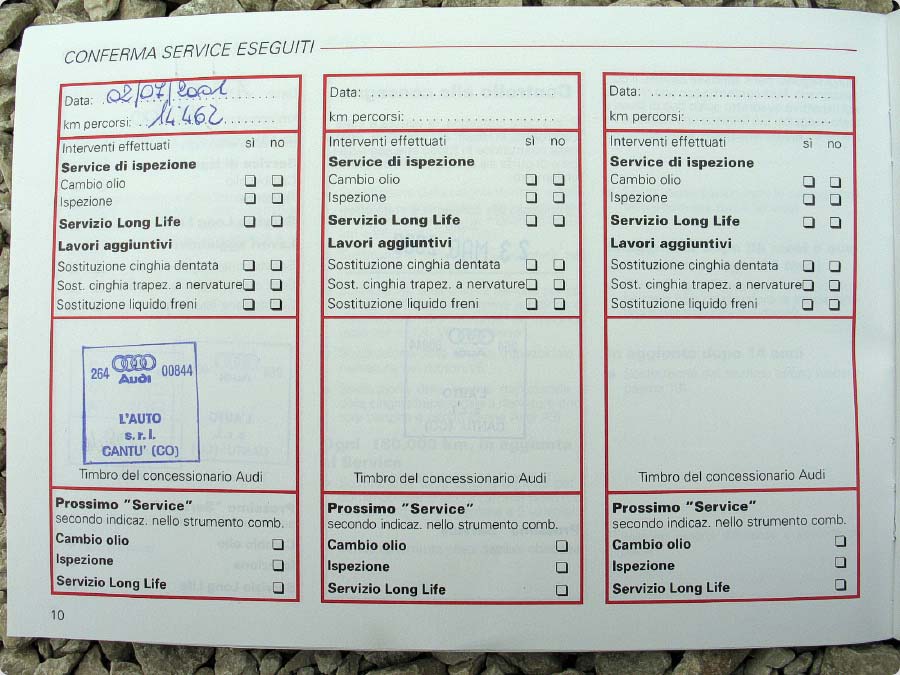 CONFERMA SERVICE ESEGUITI
Data: 02/07/2001
km percorsi: 14'462
Interventi effettuati sì no
Service di ispezione
Cambio olio
Ispezione
Servizio Long Life
Lavori aggiuntivi
Sostituzione cinghia dentata
Sost. cinghia trapez. a nervature
Sostituzione liquido freni
264 Audi 00844
L'AUTO
s.r.l.
CANTU' (CO)
Timbro del concessionario Audi
Prossimo "Service"
secondo indicaz. nello strumento comb.
Cambio olio
Ispezione
Servizio Long Life
Data:
km percorsi:
Interventi effettuati sì no
Service di ispezione
Cambio olio
Ispezione
Servizio Long Life
Lavori aggiuntivi
Sostituzione cinghia dentata
Sost. cinghia trapez. a nervature
Sostituzione liquido freni
Timbro del concessionario Audi
Prossimo "Service"
secondo indicaz. nello strumento comb.
Cambio olio
Ispezione
Servizio Long Life
Data:
km percorsi:
Interventi effettuati sì no
Service di ispezione
Cambio olio
Ispezione
Servizio Long Life
Lavori aggiuntivi
Sostituzione cinghia dentata
Sost. cinghia trapez. a nervature
Sostituzione liquido freni
Timbro del concessionario Audi
Prossimo "Service"
secondo indicaz. nello strumento comb.
Cambio olio
Ispezione
Servizio Long Life
10